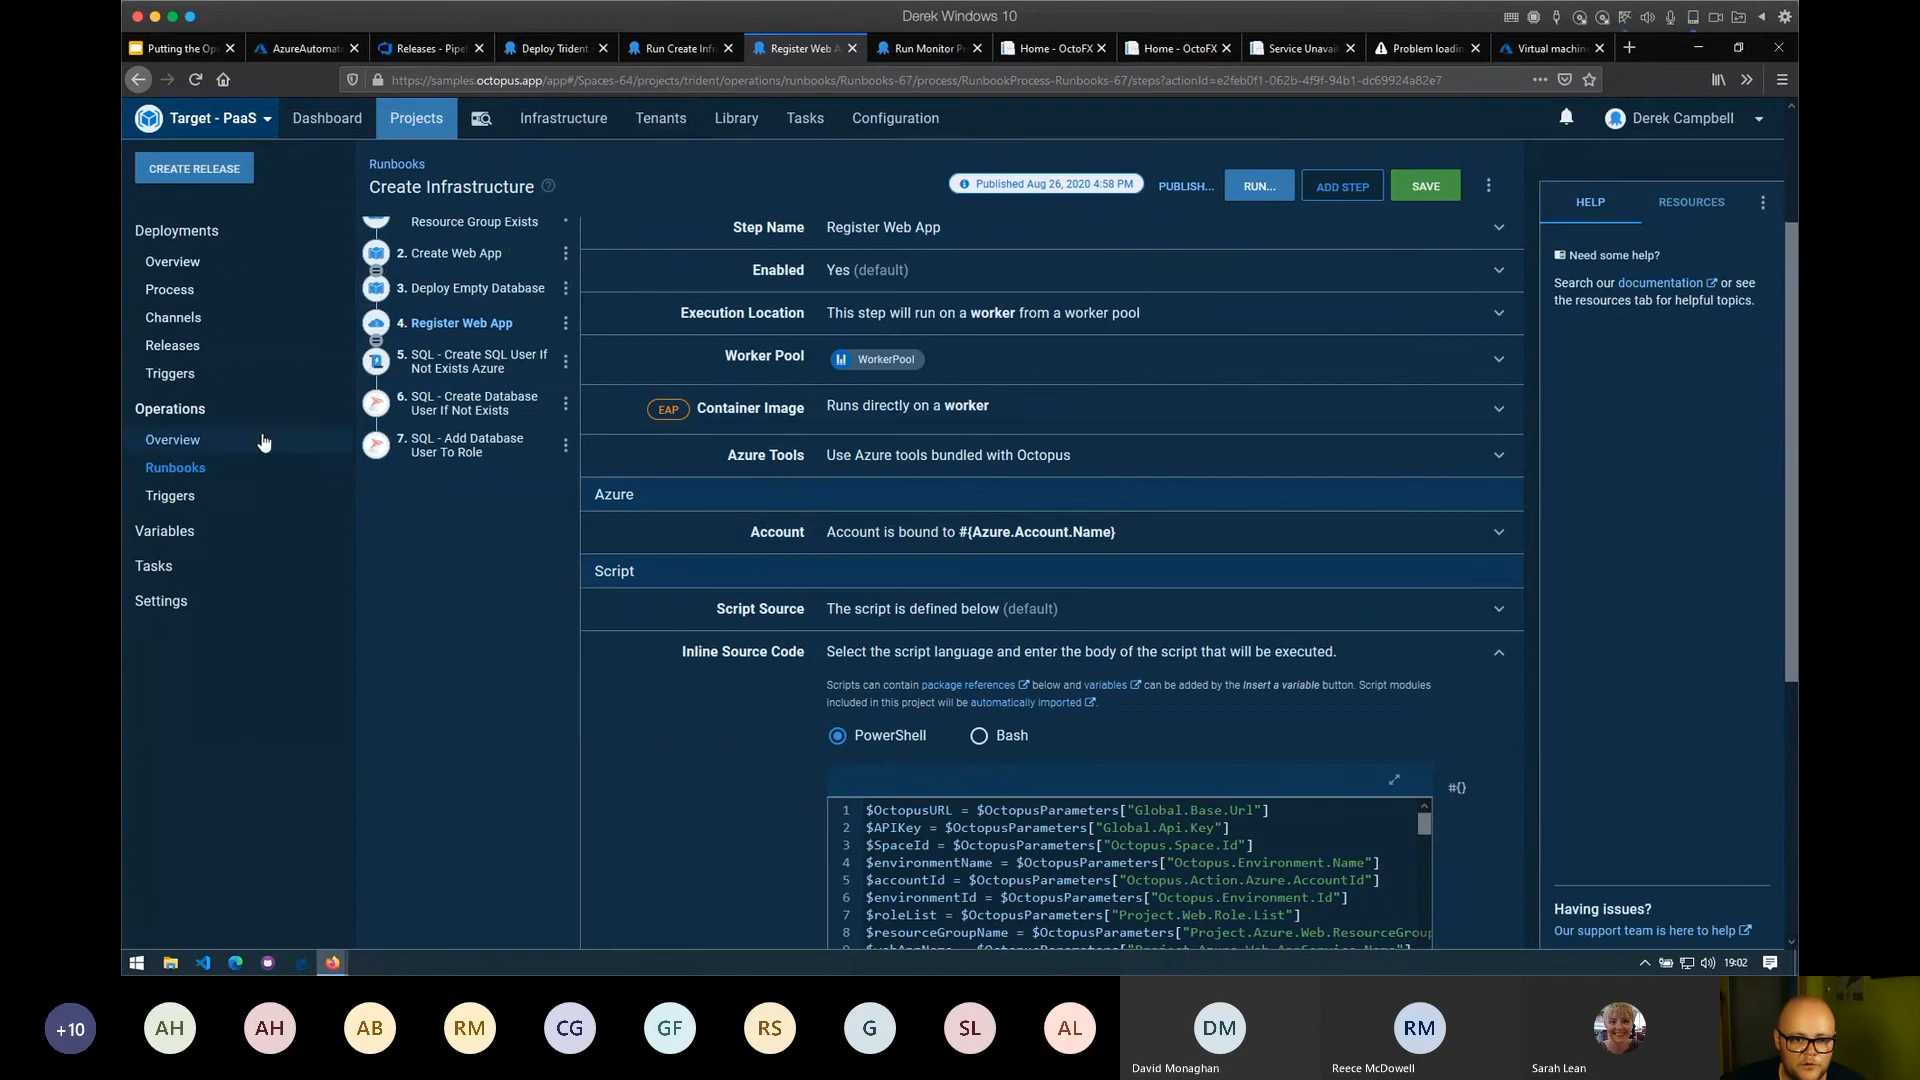 Derek Windows 10
Putting the Op
AzureAutomat
Releases - Pipel
Deploy Trident
Run Create Infr
Register Web A
Run Monitor P
Home - OctoFX
Home - OctoFX
Service Unavai
Problem loadin
Virtual machin
https://samples.octopus.app/app#/Spaces-64/projects/trident/operations/runbooks/Runbooks-67/process/RunbookProcess-Runbooks-67/steps?actionId=e2feb0f1-062b-4f9f-94b1-dc69924a82e7
Target - PaaS
Dashboard
Projects
Infrastructure
Tenants
Library
Tasks
Configuration
Derek Campbell
CREATE RELEASE
Deployments
Overview
Process
Channels
Releases
Triggers
Operations
Overview
Runbooks
Triggers
Variables
Tasks
Settings
Runbooks
Create Infrastructure
Published Aug 26, 2020 4:58 PM
PUBLISH...
RUN...
ADD STEP
SAVE
Resource Group Exists
2. Create Web App
3. Deploy Empty Database
4. Register Web App
5. SQL - Create SQL User If
Not Exists Azure
6. SQL - Create Database
User If Not Exists
7. SQL - Add Database
User To Role
Step Name Register Web App
Enabled Yes (default)
Execution Location This step will run on a worker from a worker pool
Worker Pool WorkerPool
EAP Container Image Runs directly on a worker
Azure Tools Use Azure tools bundled with Octopus
Azure
Account Account is bound to #{Azure.Account.Name}
Script
Script Source The script is defined below (default)
Inline Source Code Select the script language and enter the body of the script that will be executed.
Scripts can contain package references below and variables can be added by the Insert a variable button. Script modules
included in this project will be automatically imported .
PowerShell Bash
#{}
1 $OctopusURL = $OctopusParameters["Global.Base.Url"]
2 $APIKey = $OctopusParameters["Global.Api.Key"]
3 $SpaceId = $OctopusParameters["Octopus.Space.Id"]
4 $environmentName = $OctopusParameters["Octopus.Environment.Name"]
5 $accountId = $OctopusParameters["Octopus.Action.Azure.AccountId"]
6 $environmentId = $OctopusParameters["Octopus.Environment.Id"]
7 $roleList = $OctopusParameters["Project.Web.Role.List"]
8 $resourceGroupName = $OctopusParameters["Project.Azure.Web.ResourceGroup
HELP
RESOURCES
Need some help?
Search our documentation or see
the resources tab for helpful topics.
Having issues?
Our support team is here to help
19:02
+10
AH
AH
AB
RM
CG
GF
RS
G
SL
AL
DM
David Monaghan
RM
Reece McDowell
Sarah Lean